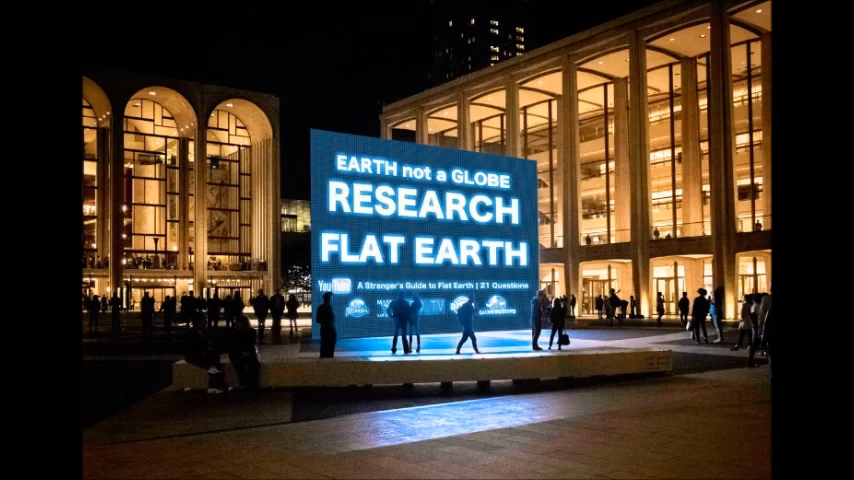 EARTH not a GLOBE
RESEARCH
FLAT EARTH
YouTube A Stranger's Guide to Flat Earth | 21 Questions